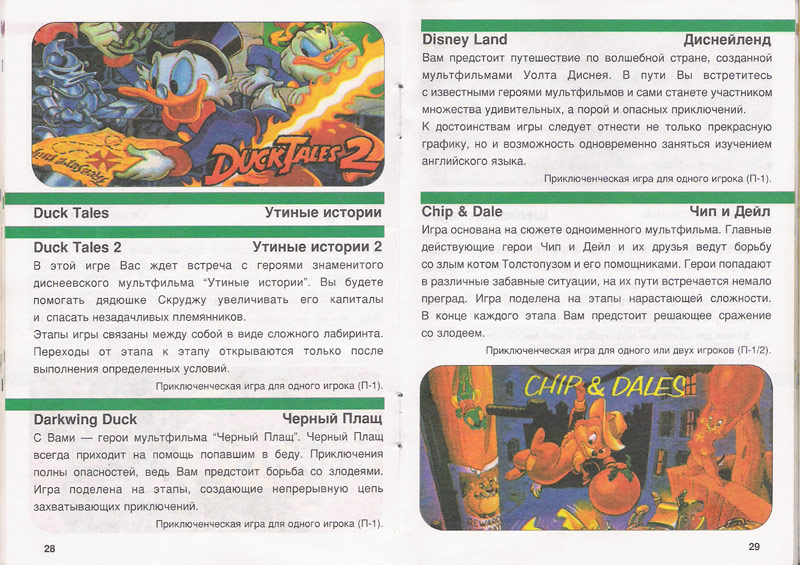 DUCKTALES 2
Duck Tales Утиные истории
Duck Tales 2 Утиные истории 2
В этой игре Вас ждет встреча с героями знаменитого
диснеевского мультфильма “Утиные истории”. Вы будете
помогать дядюшке Скруджу увеличивать его капиталы
и спасать незадачливых племянников.
Этапы игры связаны между собой в виде сложного лабиринта.
Переходы от этапа к этапу открываются только после
выполнения определенных условий.
Приключенческая игра для одного игрока (П-1).
Darkwing Duck Черный Плащ
С Вами — герои мультфильма “Черный Плащ”. Черный Плащ
всегда приходит на помощь попавшим в беду. Приключения
полны опасностей, ведь Вам предстоит борьба со злодеями.
Игра поделена на этапы, создающие непрерывную цепь
захватывающих приключений.
Приключенческая игра для одного игрока (П-1).
28
Disney Land Диснейленд
Вам предстоит путешествие по волшебной стране, созданной
мультфильмами Уолта Диснея. В пути Вы встретитесь
с известными героями мультфильмов и сами станете участником
множества удивительных, а порой и опасных приключений.
К достоинствам игры следует отнести не только прекрасную
графику, но и возможность одновременно заняться изучением
английского языка.
Приключенческая игра для одного игрока (П-1).
Chip & Dale Чип и Дейл
Игра основана на сюжете одноименного мультфильма. Главные
действующие герои Чип и Дейл и их друзья ведут борьбу
со злым котом Толстопузом и его помощниками. Герои попадают
в различные забавные ситуации, на их пути встречается немало
преград. Игра поделена на этапы нарастающей сложности.
В конце каждого этапа Вам предстоит решающее сражение
со злодеем.
Приключенческая игра для одного или двух игроков (П-1/2).
CHIP & DALES
REWARD
29